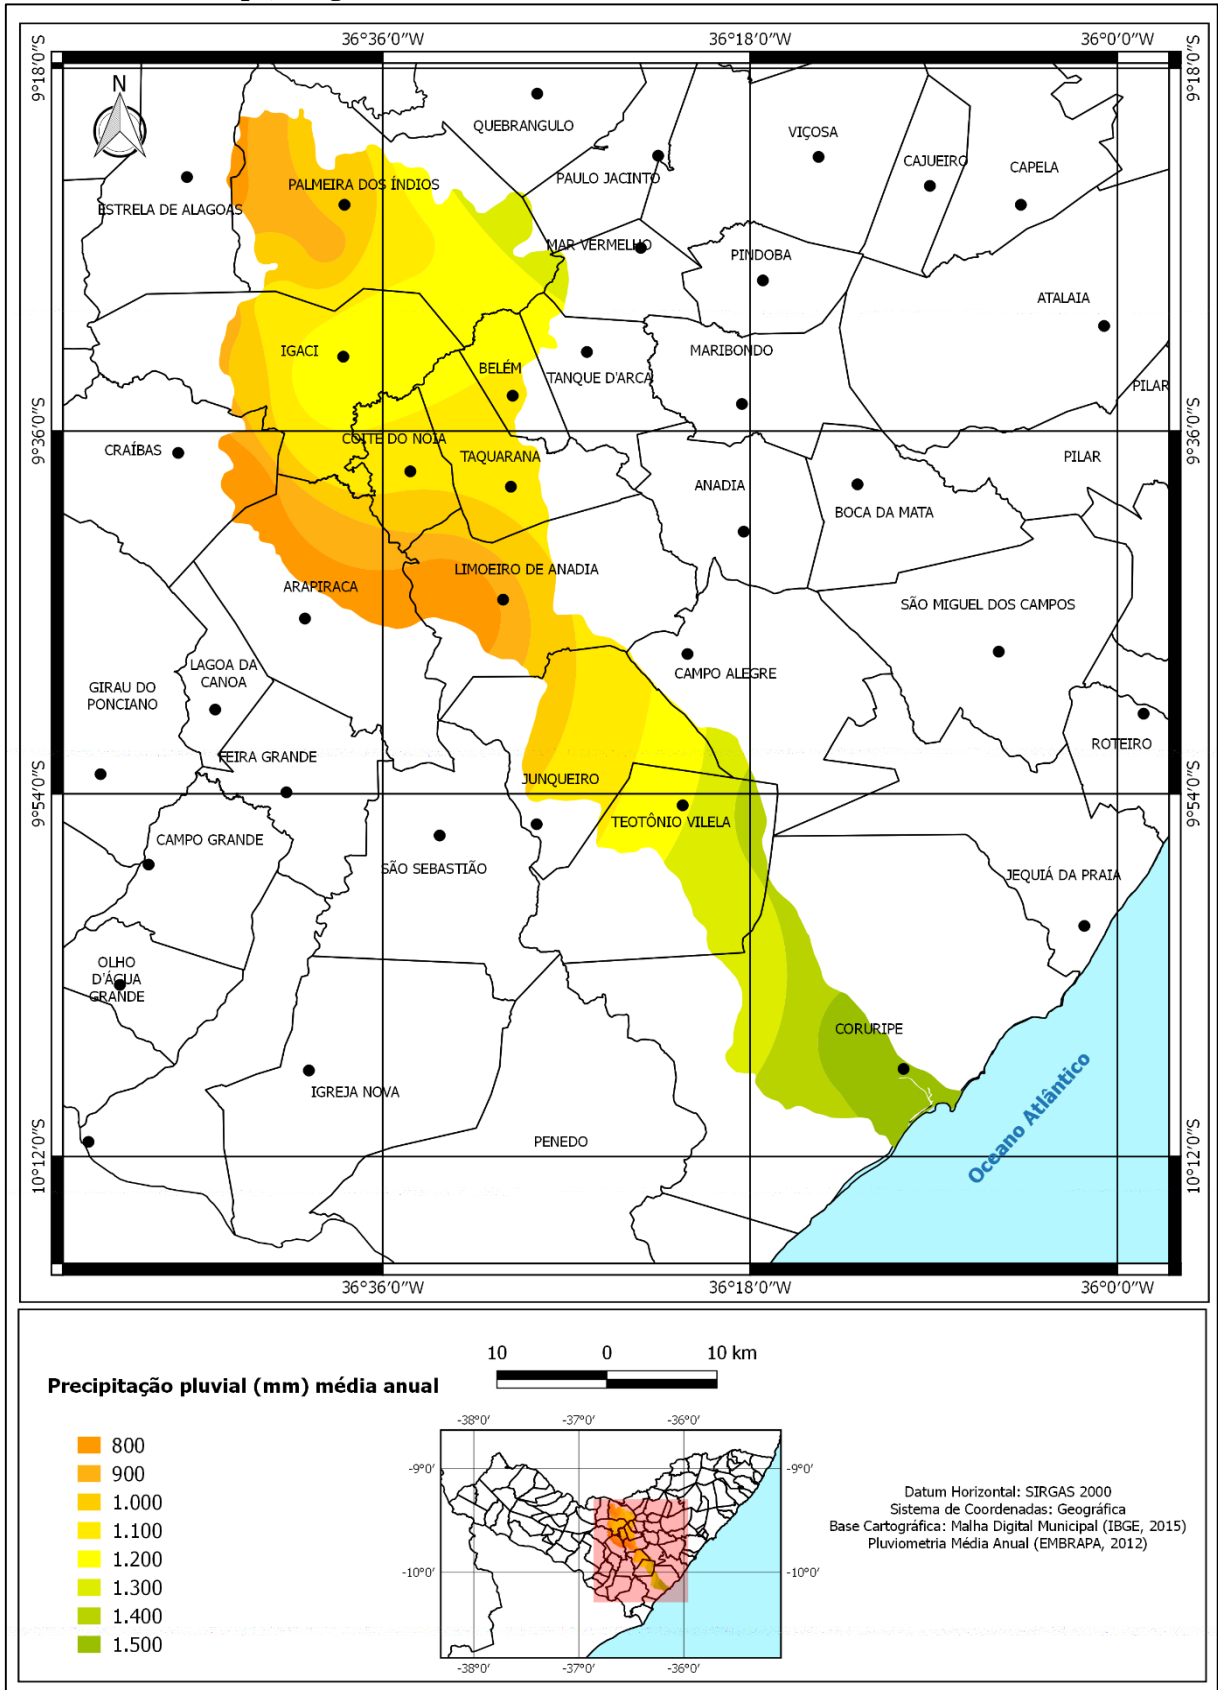 36°36'0"W 36°18'0"W 36°0'0"W
9°18'0"S 9°18'0"S
N
QUEBRANGULO
VIÇOSA
CAJUEIRO
CAPELA
PAULO JACINTO
PALMEIRA DOS ÍNDIOS
ESTRELA DE ALAGOAS
MAR VERMELHO
PINDOBA
ATALAIA
IGACI
BELÉM
TANQUE D'ARCA
MARIBONDO
PILAR
9°36'0"S 9°36'0"S
CRAÍBAS
COITÉ DO NÓIA
TAQUARANA
PILAR
ANADIA
BOCA DA MATA
LIMOEIRO DE ANADIA
ARAPIRACA
SÃO MIGUEL DOS CAMPOS
LAGOA DA
CANOA
CAMPO ALEGRE
GIRAU DO
PONCIANO
FEIRA GRANDE
ROTEIRO
JUNQUEIRO
9°54'0"S 9°54'0"S
TEOTÔNIO VILELA
CAMPO GRANDE
SÃO SEBASTIÃO
JEQUIÁ DA PRAIA
OLHO
D'ÁGUA
GRANDE
CORURIPE
IGREJA NOVA
Oceano Atlântico
PENEDO
10°12'0"S 10°12'0"S
36°36'0"W 36°18'0"W 36°0'0"W
10 0 10 km
Precipitação pluvial (mm) média anual
800
900
1.000
1.100
1.200
1.300
1.400
1.500
-38°0' -37°0' -36°0'
-9°0' -9°0'
-10°0' -10°0'
-38°0' -37°0' -36°0'
Datum Horizontal: SIRGAS 2000
Sistema de Coordenadas: Geográfica
Base Cartográfica: Malha Digital Municipal (IBGE, 2015)
Pluviometria Média Anual (EMBRAPA, 2012)